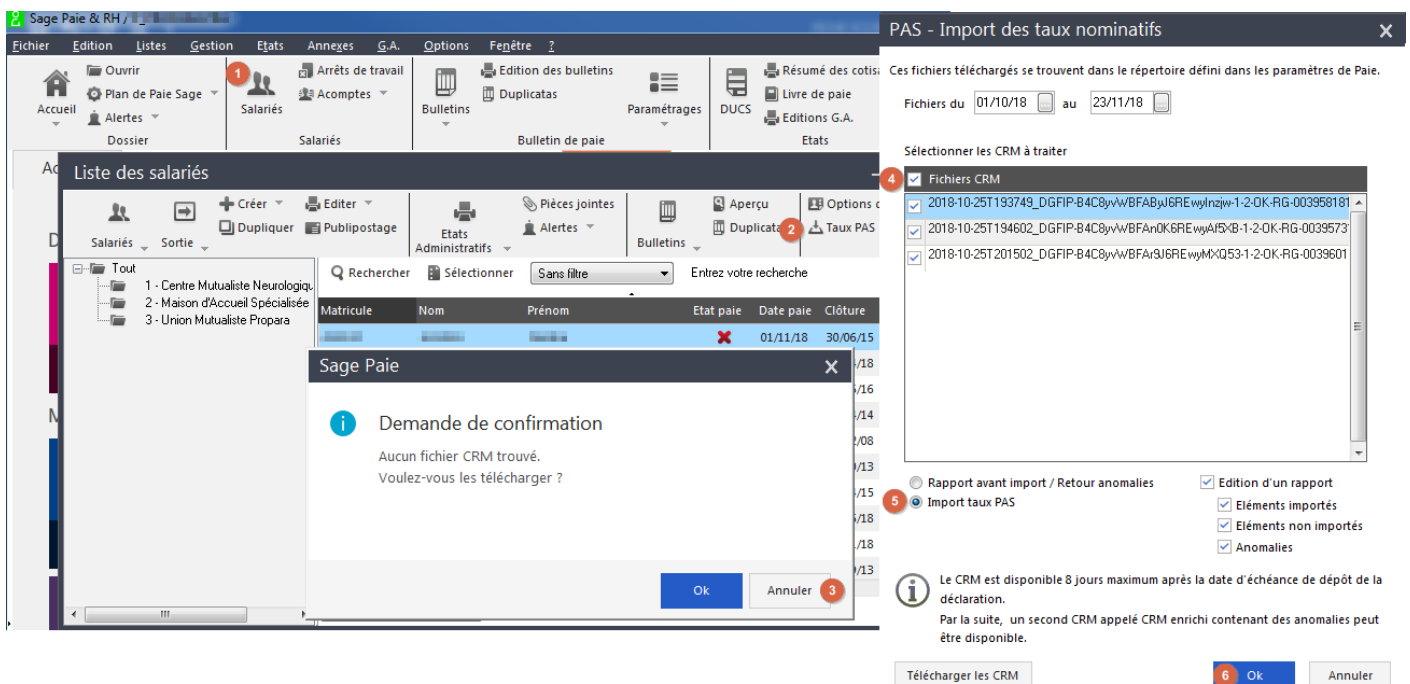 Sage Paie & RH /
Fichier Edition Listes Gestion Etats Annexes G.A. Options Fenêtre ?
Accueil
Ouvrir
Plan de Paie Sage
Alertes
Dossier
1
Salariés
Arrêts de travail
Acomptes
Salariés
Bulletins
Edition des bulletins
Duplicatas
Paramétrages
Bulletin de paie
DUCS
Résumé des cotisa
Livre de paie
Editions G.A.
Etats
Ac
Liste des salariés
Salariés
Sortie
Créer
Dupliquer
Editer
Publipostage
Etats
Administratifs
Pièces jointes
Alertes
Bulletins
Aperçu
Duplicata
2
Options d
Taux PAS
D
M
Tout
1 - Centre Mutualiste Neurologiqu
2 - Maison d'Accueil Spécialisée
3 - Union Mutualiste Propara
Rechercher
Sélectionner
Sans filtre
Entrez votre recherche
Matricule Nom Prénom Etat paie Date paie Clôture
01/11/18 30/06/15
/18
/16
/14
/08
/13
/15
/18
/18
/13
Sage Paie
Demande de confirmation
Aucun fichier CRM trouvé.
Voulez-vous les télécharger ?
Ok
Annuler
3
PAS - Import des taux nominatifs
Ces fichiers téléchargés se trouvent dans le répertoire défini dans les paramètres de Paie.
Fichiers du 01/10/18 au 23/11/18
Sélectionner les CRM à traiter
4
Fichiers CRM
2018-10-25T193749_DGFIP-B4C8yvWBFAByJ6REwyInzjw-1-2-OK-RG-003958181
2018-10-25T194602_DGFIP-B4C8yvWBFAn0K6REwyAf5XB-1-2-OK-RG-0039573
2018-10-25T201502_DGFIP-B4C8yvWBFAr9J6REwyMXQ53-1-2-OK-RG-0039601
Rapport avant import / Retour anomalies
5
Import taux PAS
Edition d'un rapport
Eléments importés
Eléments non importés
Anomalies
Le CRM est disponible 8 jours maximum après la date d'échéance de dépôt de la
déclaration.
Par la suite, un second CRM appelé CRM enrichi contenant des anomalies peut
être disponible.
Télécharger les CRM
6
Ok
Annuler